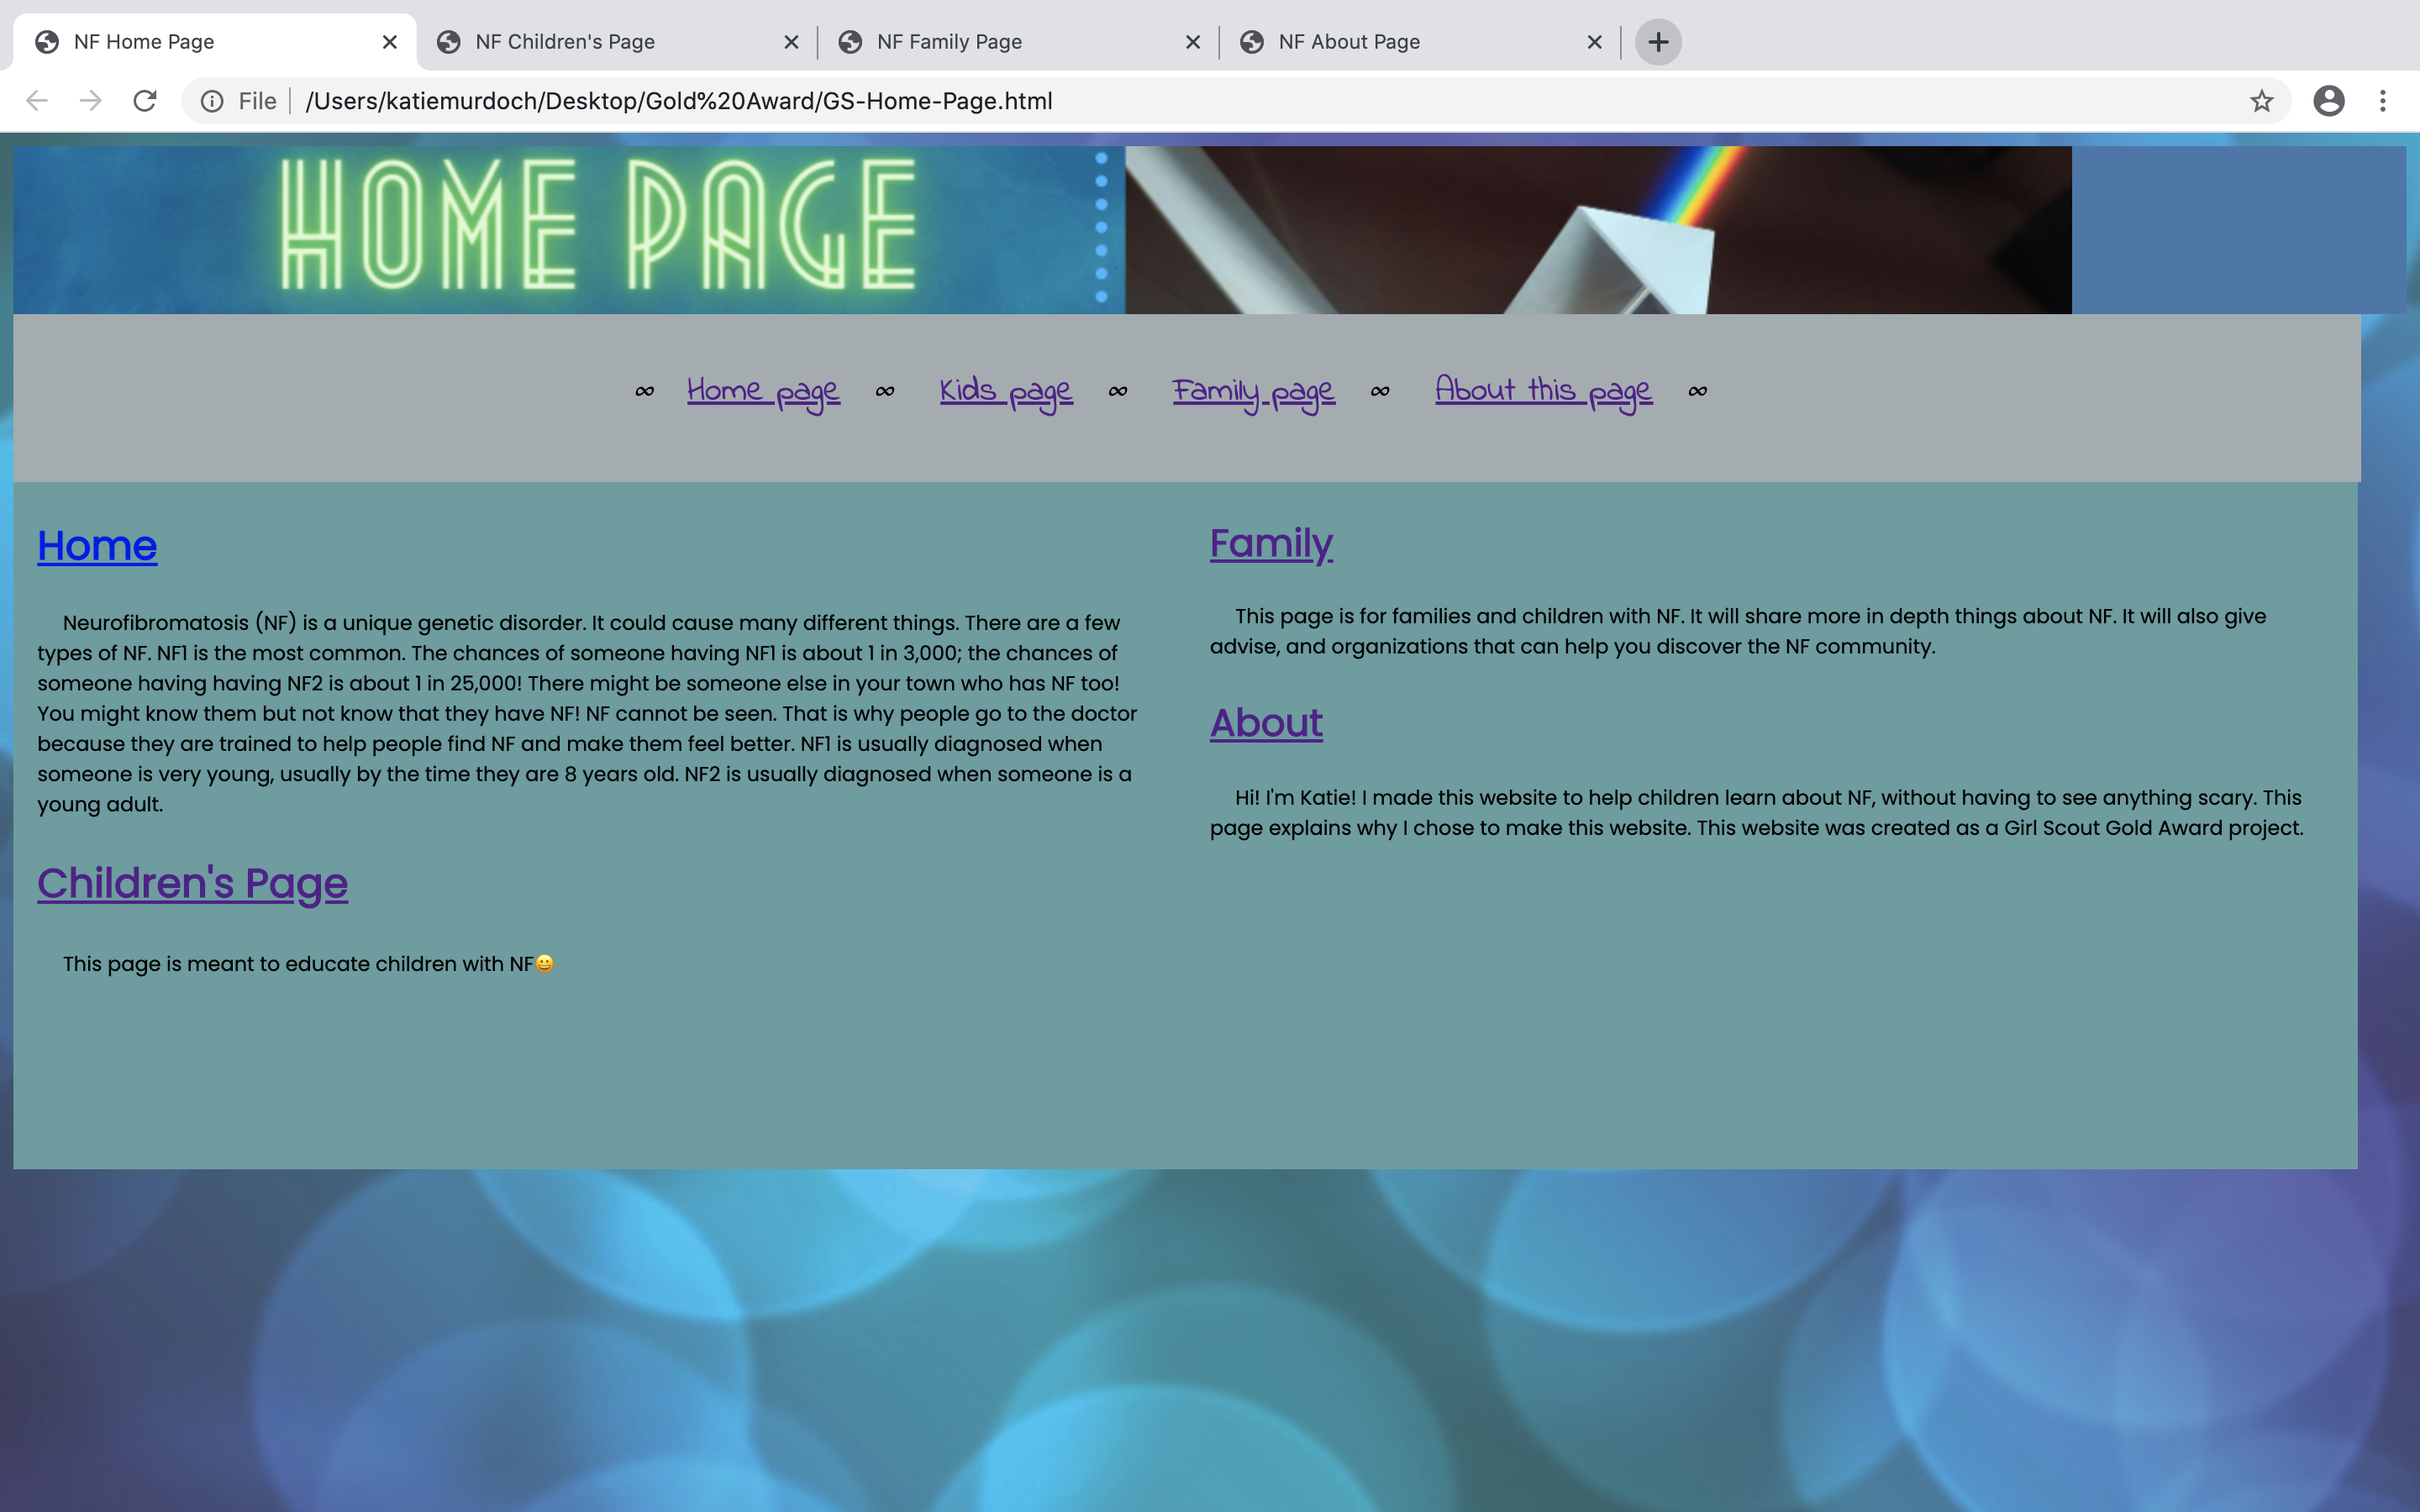 NF Home Page
NF Children's Page
NF Family Page
NF About Page
File
/Users/katiemurdoch/Desktop/Gold%20Award/GS-Home-Page.html
HOME PAGE
∞ Home page ∞ Kids page ∞ Family page ∞ About this page ∞
Home
Neurofibromatosis (NF) is a unique genetic disorder. It could cause many different things. There are a few
types of NF. NF1 is the most common. The chances of someone having NF1 is about 1 in 3,000; the chances of
someone having having NF2 is about 1 in 25,000! There might be someone else in your town who has NF too!
You might know them but not know that they have NF! NF cannot be seen. That is why people go to the doctor
because they are trained to help people find NF and make them feel better. NF1 is usually diagnosed when
someone is very young, usually by the time they are 8 years old. NF2 is usually diagnosed when someone is a
young adult.
Children's Page
This page is meant to educate children with NF😀
Family
This page is for families and children with NF. It will share more in depth things about NF. It will also give
advise, and organizations that can help you discover the NF community.
About
Hi! I'm Katie! I made this website to help children learn about NF, without having to see anything scary. This
page explains why I chose to make this website. This website was created as a Girl Scout Gold Award project.